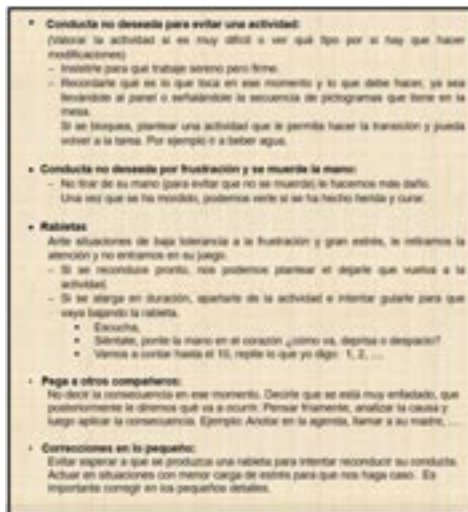 • Conducta no deseada para evitar una actividad:
(Valorar la actividad si es muy difícil o ver qué tipo por si hay que hacer
modificaciones)
– Insistirle para que trabaje sereno pero firme.
– Recordarle qué es lo que toca en ese momento y lo que debe hacer, ya sea
llevándole al panel o señalándole la secuencia de pictogramas que tiene en la
mesa.
Si se bloquea, plantear una actividad que le permita hacer la transición y pueda
volver a la tarea. Por ejemplo ir a beber agua.
• Conducta no deseada por frustración y se muerde la mano:
– No tirar de su mano (para evitar que no se muerda) le hacemos más daño.
Una vez que se ha mordido, podemos verle si se ha hecho herida y curar.
• Rabietas
Ante situaciones de baja tolerancia a la frustración y gran estrés, le retiramos la
atención y no entramos en su juego.
– Si se reconduce pronto, nos podemos plantear el dejarle que vuelva a la
actividad.
– Si se alarga en duración, apartarle de la actividad e intentar guiarle para que
vaya bajando la rabieta.
• Escucha,
• Siéntate, ponte la mano en el corazón ¿cómo va, deprisa o despacio?
• Vamos a contar hasta el 10, repite lo que yo digo: 1, 2, ...
• Pega a otros compañeros:
No decir la consecuencia en ese momento. Decirle que se está muy enfadado, que
posteriormente le diremos qué va a ocurrir. Pensar fríamente, analizar la causa y
luego aplicar la consecuencia. Ejemplo: Anotar en la agenda, llamar a su madre, ...
• Correcciones en lo pequeño:
Evitar esperar a que se produzca una rabieta para intentar reconducir su conducta.
Actuar en situaciones con menor carga de estrés para que nos haga caso. Es
importante corregir en los pequeños detalles.